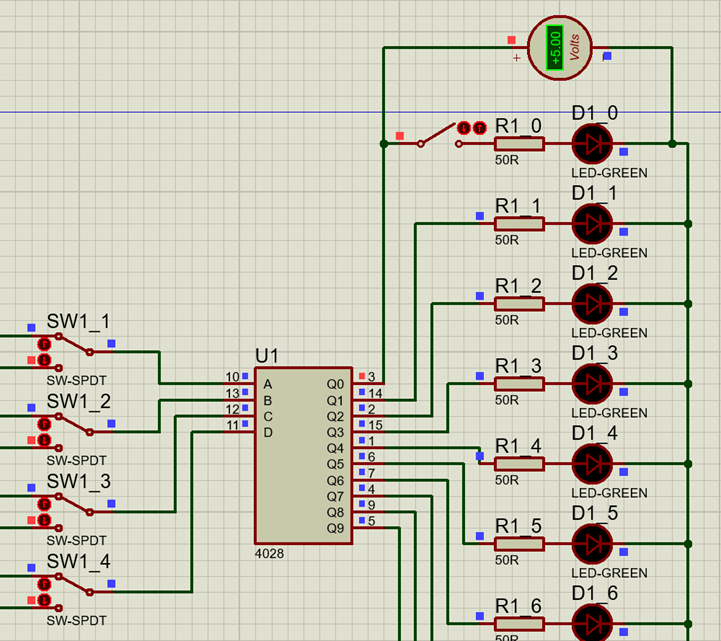 +5.00
Volts
+
D1_0
R1_0
50R
LED-GREEN
D1_1
R1_1
50R
LED-GREEN
D1_2
R1_2
50R
LED-GREEN
SW1_1
SW-SPDT
U1
D1_3
R1_3
50R
LED-GREEN
10 A Q0 3
13 B Q1 14
12 C Q2 2
11 D Q3 15
Q4 1
Q5 6
Q6 7
Q7 4
Q8 9
Q9 5
4028
SW1_2
SW-SPDT
D1_4
R1_4
50R
LED-GREEN
SW1_3
SW-SPDT
D1_5
R1_5
50R
LED-GREEN
SW1_4
SW-SPDT
D1_6
R1_6
50R